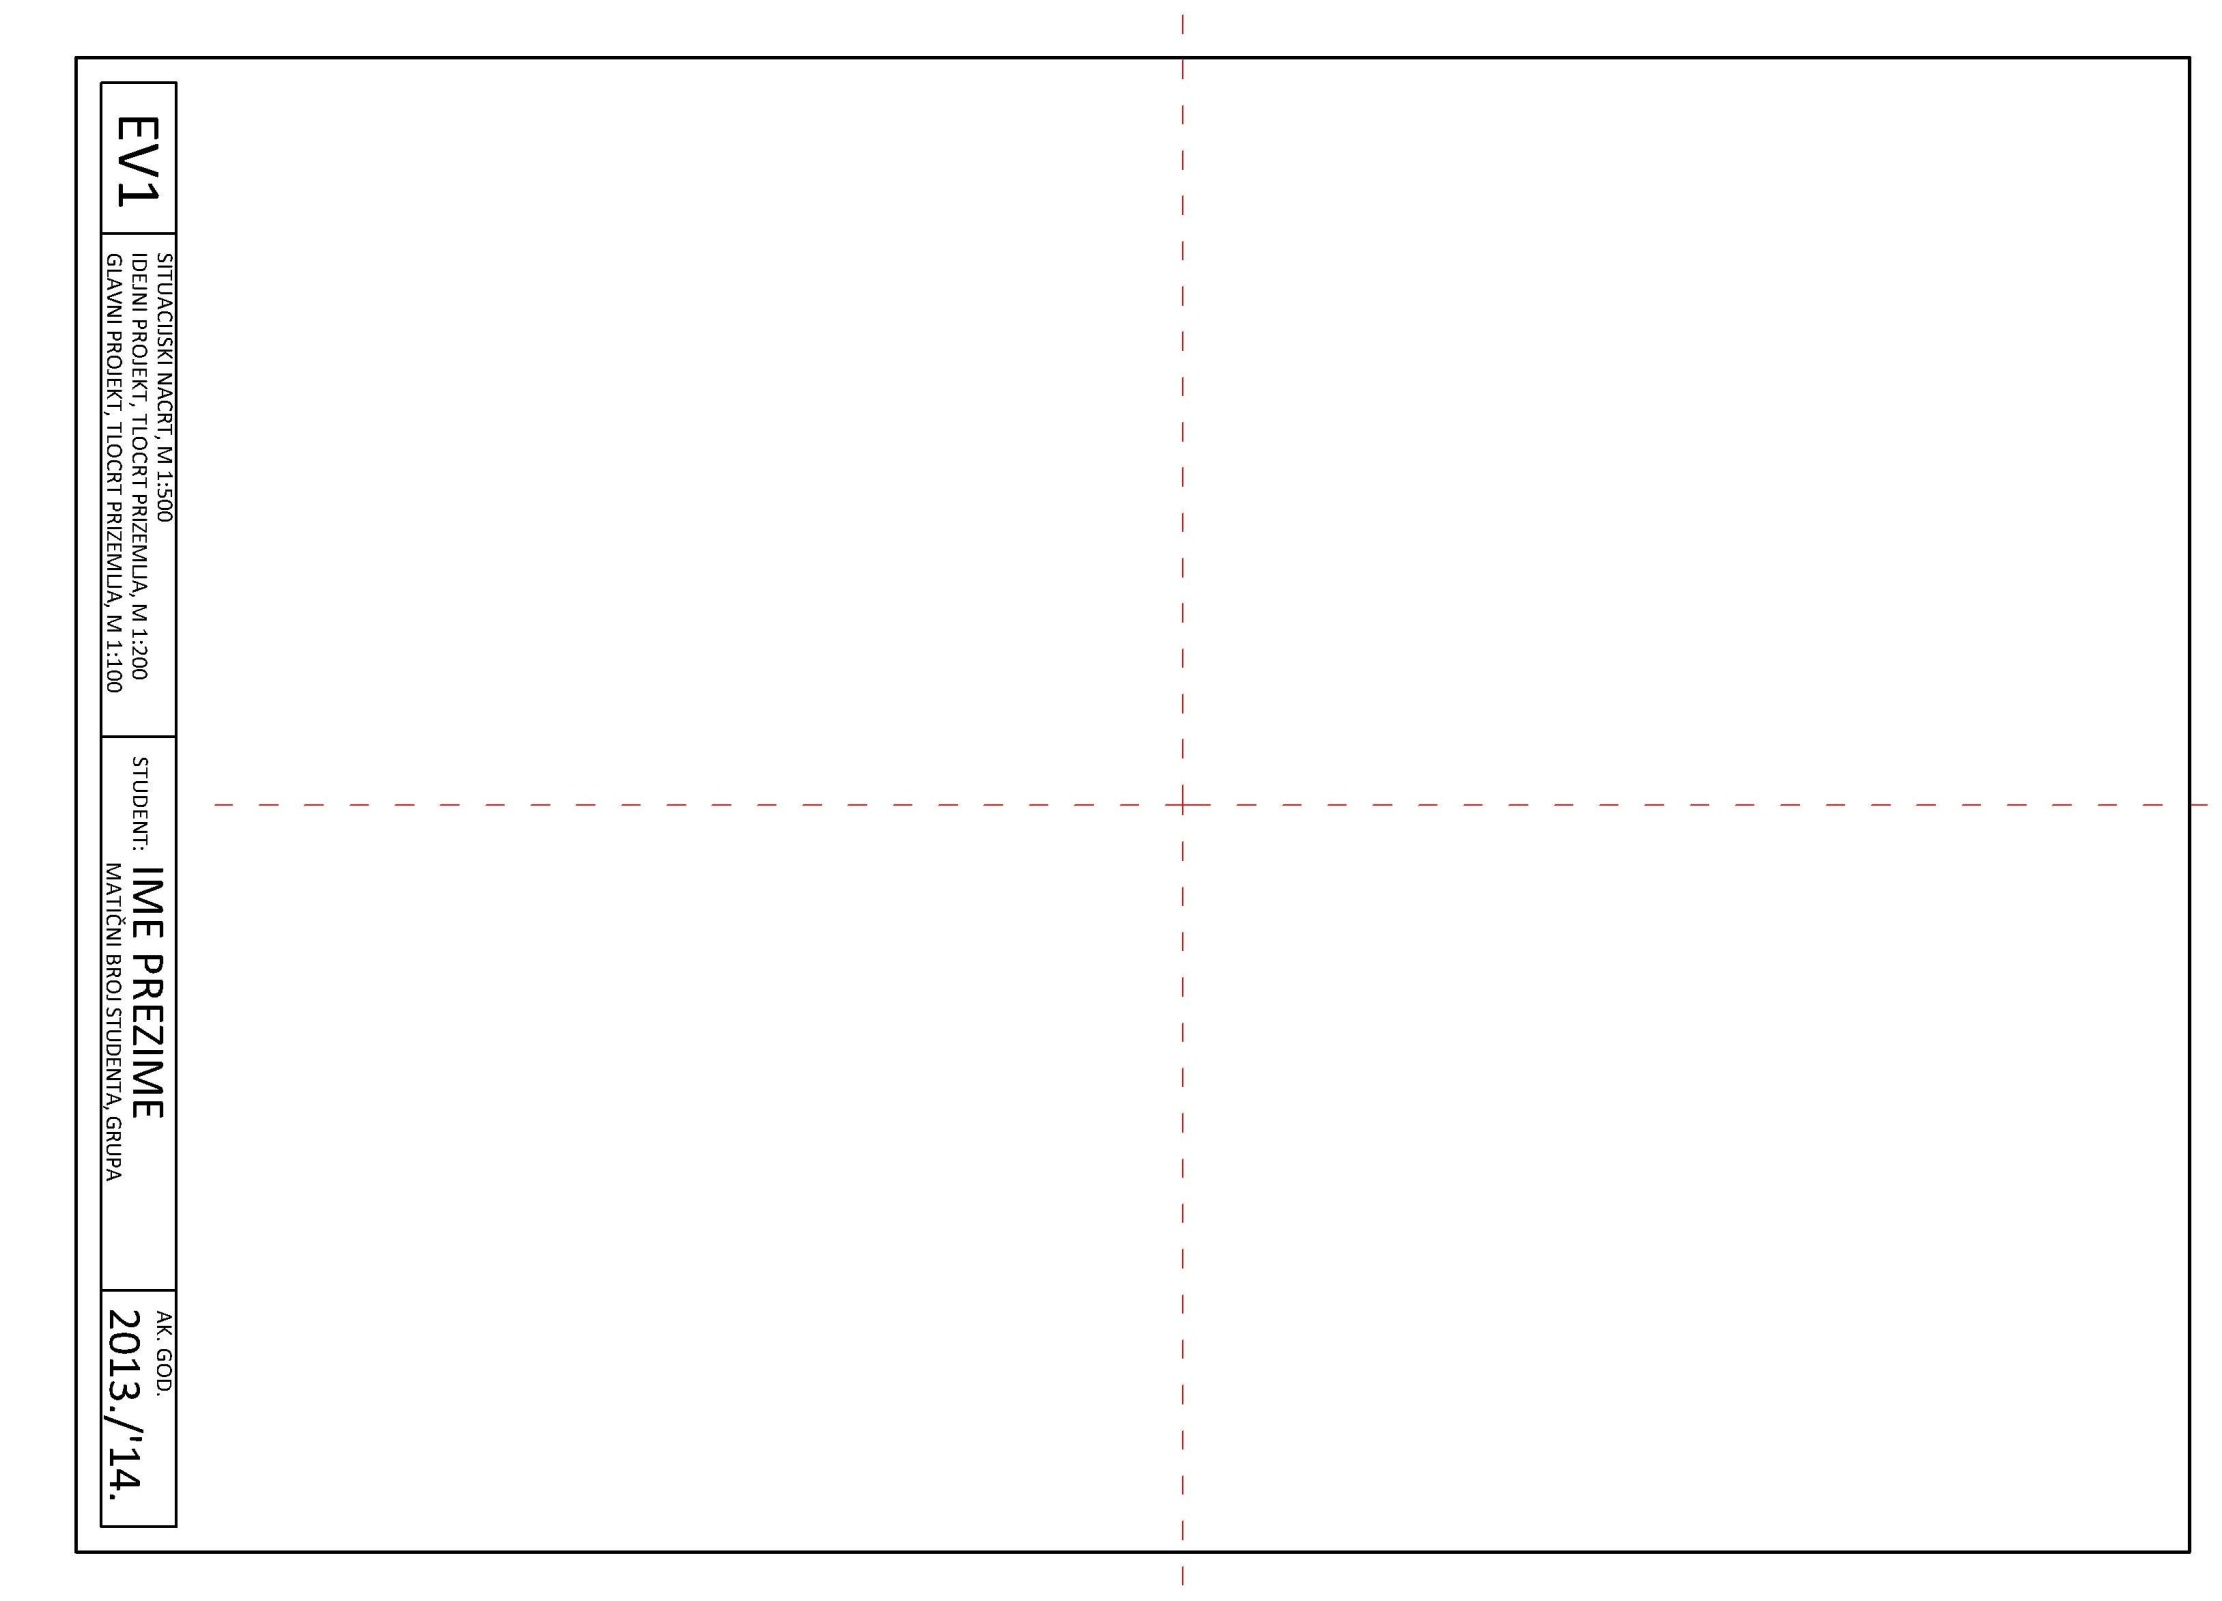 EV1
SITUACIJSKI NACRT, M 1:500
IDEJNI PROJEKT, TLOCRT PRIZEMLJA, M 1:200
GLAVNI PROJEKT, TLOCRT PRIZEMLJA, M 1:100
STUDENT: IME PREZIME
MATIČNI BROJ STUDENTA, GRUPA
AK. GOD.
2013./'14.